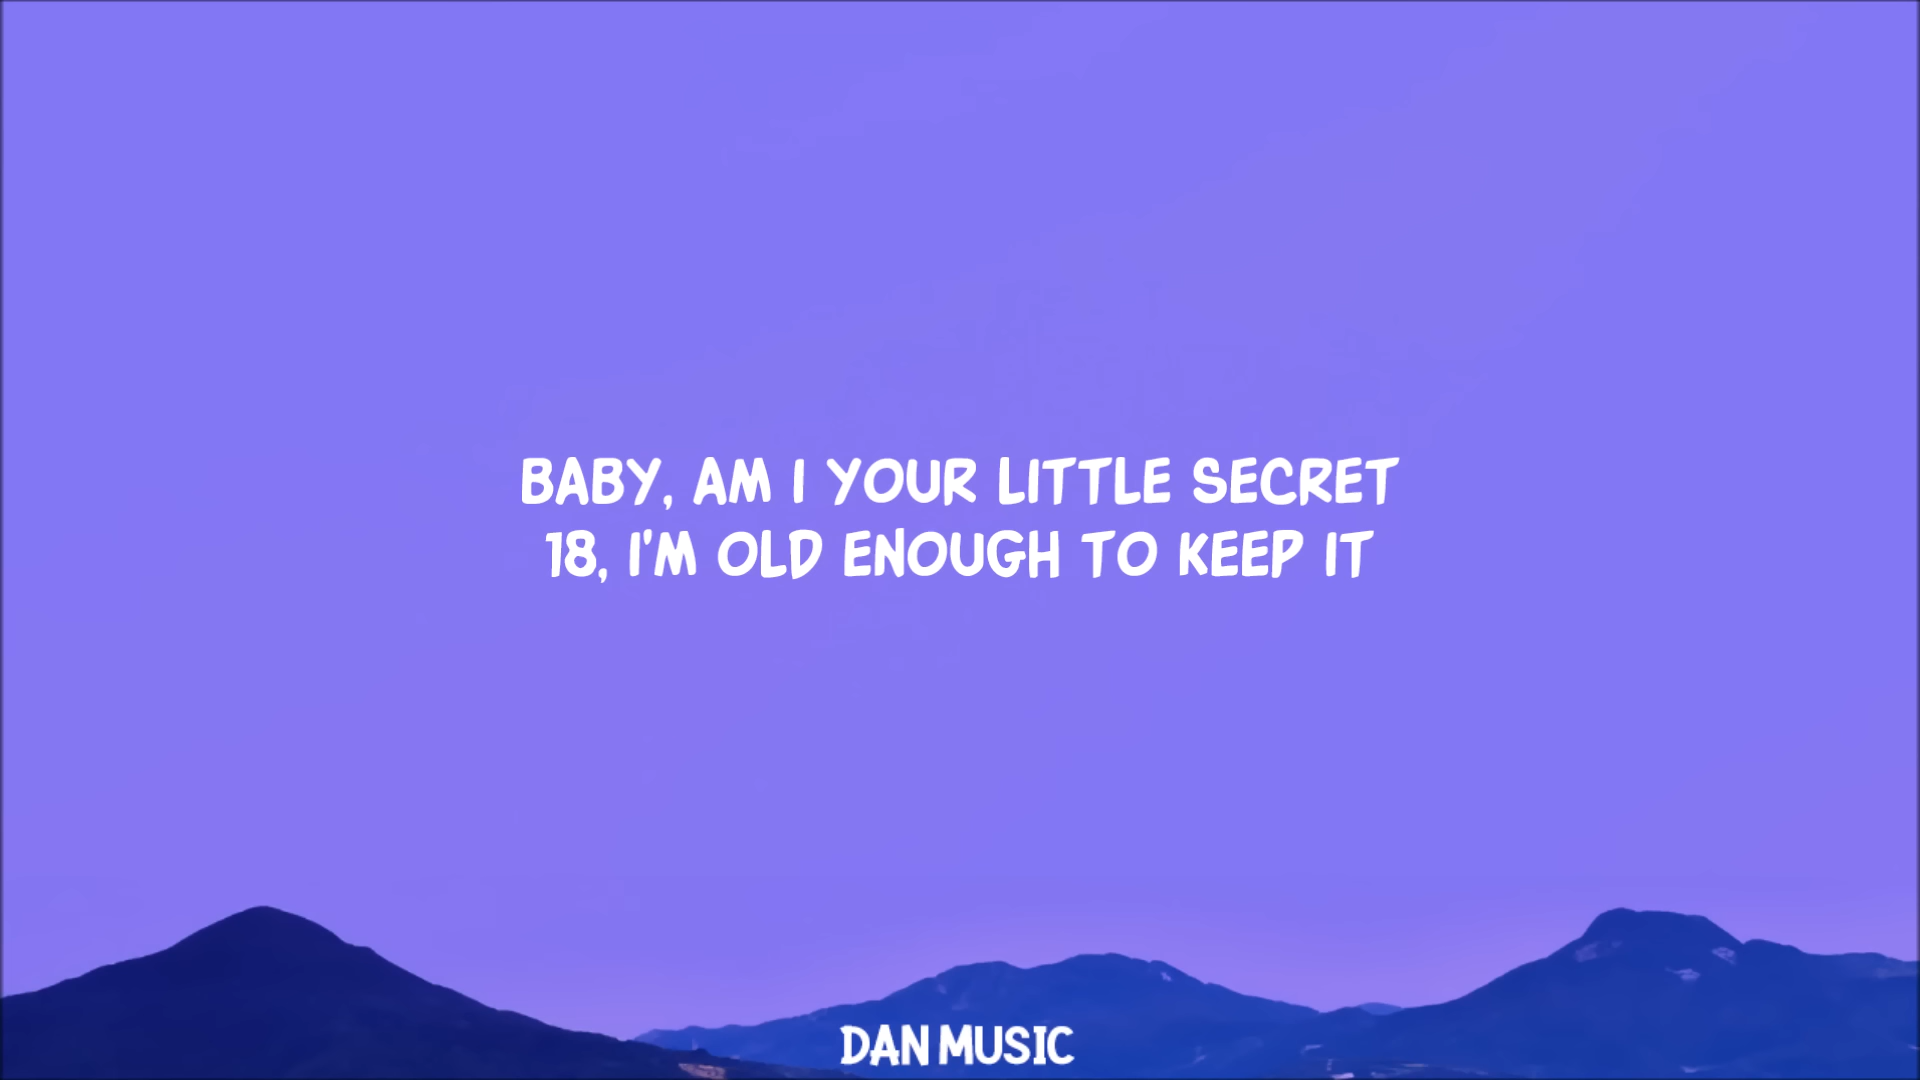 BABY, AM I YOUR LITTLE SECRET
18, I'M OLD ENOUGH TO KEEP IT
DAN MUSIC